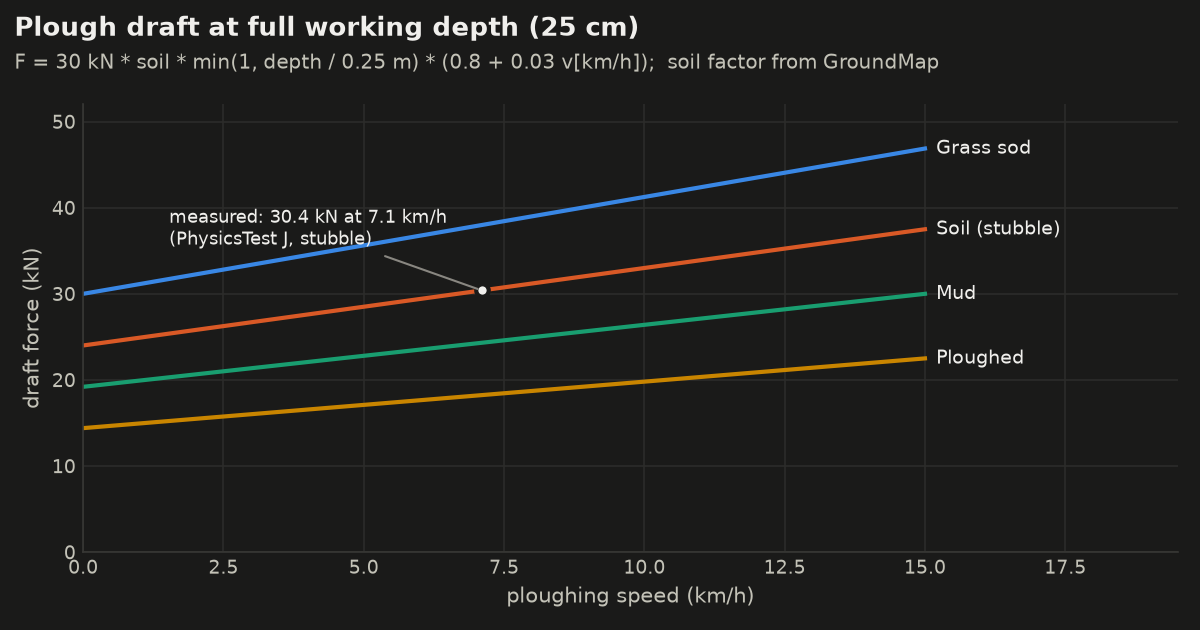 Plough draft at full working depth (25 cm)
F = 30 kN * soil * min(1, depth / 0.25 m) * (0.8 + 0.03 v[km/h]);  soil factor from GroundMap
50
40
30
20
10
0
draft force (kN)
measured: 30.4 kN at 7.1 km/h
(PhysicsTest J, stubble)
Grass sod
Soil (stubble)
Mud
Ploughed
0.0
2.5
5.0
7.5
10.0
12.5
15.0
17.5
ploughing speed (km/h)